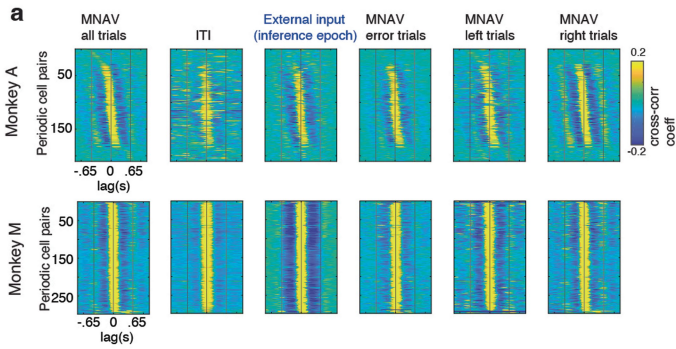 a
MNAV
all trials
ITI
External input
(inference epoch)
MNAV
error trials
MNAV
left trials
MNAV
right trials
Monkey A
Periodic cell pairs
50
150
-.65 0 .65
lag(s)
0.2
-0.2
cross-corr
coeff
Monkey M
Periodic cell pairs
50
150
250
-.65 0 .65
lag(s)